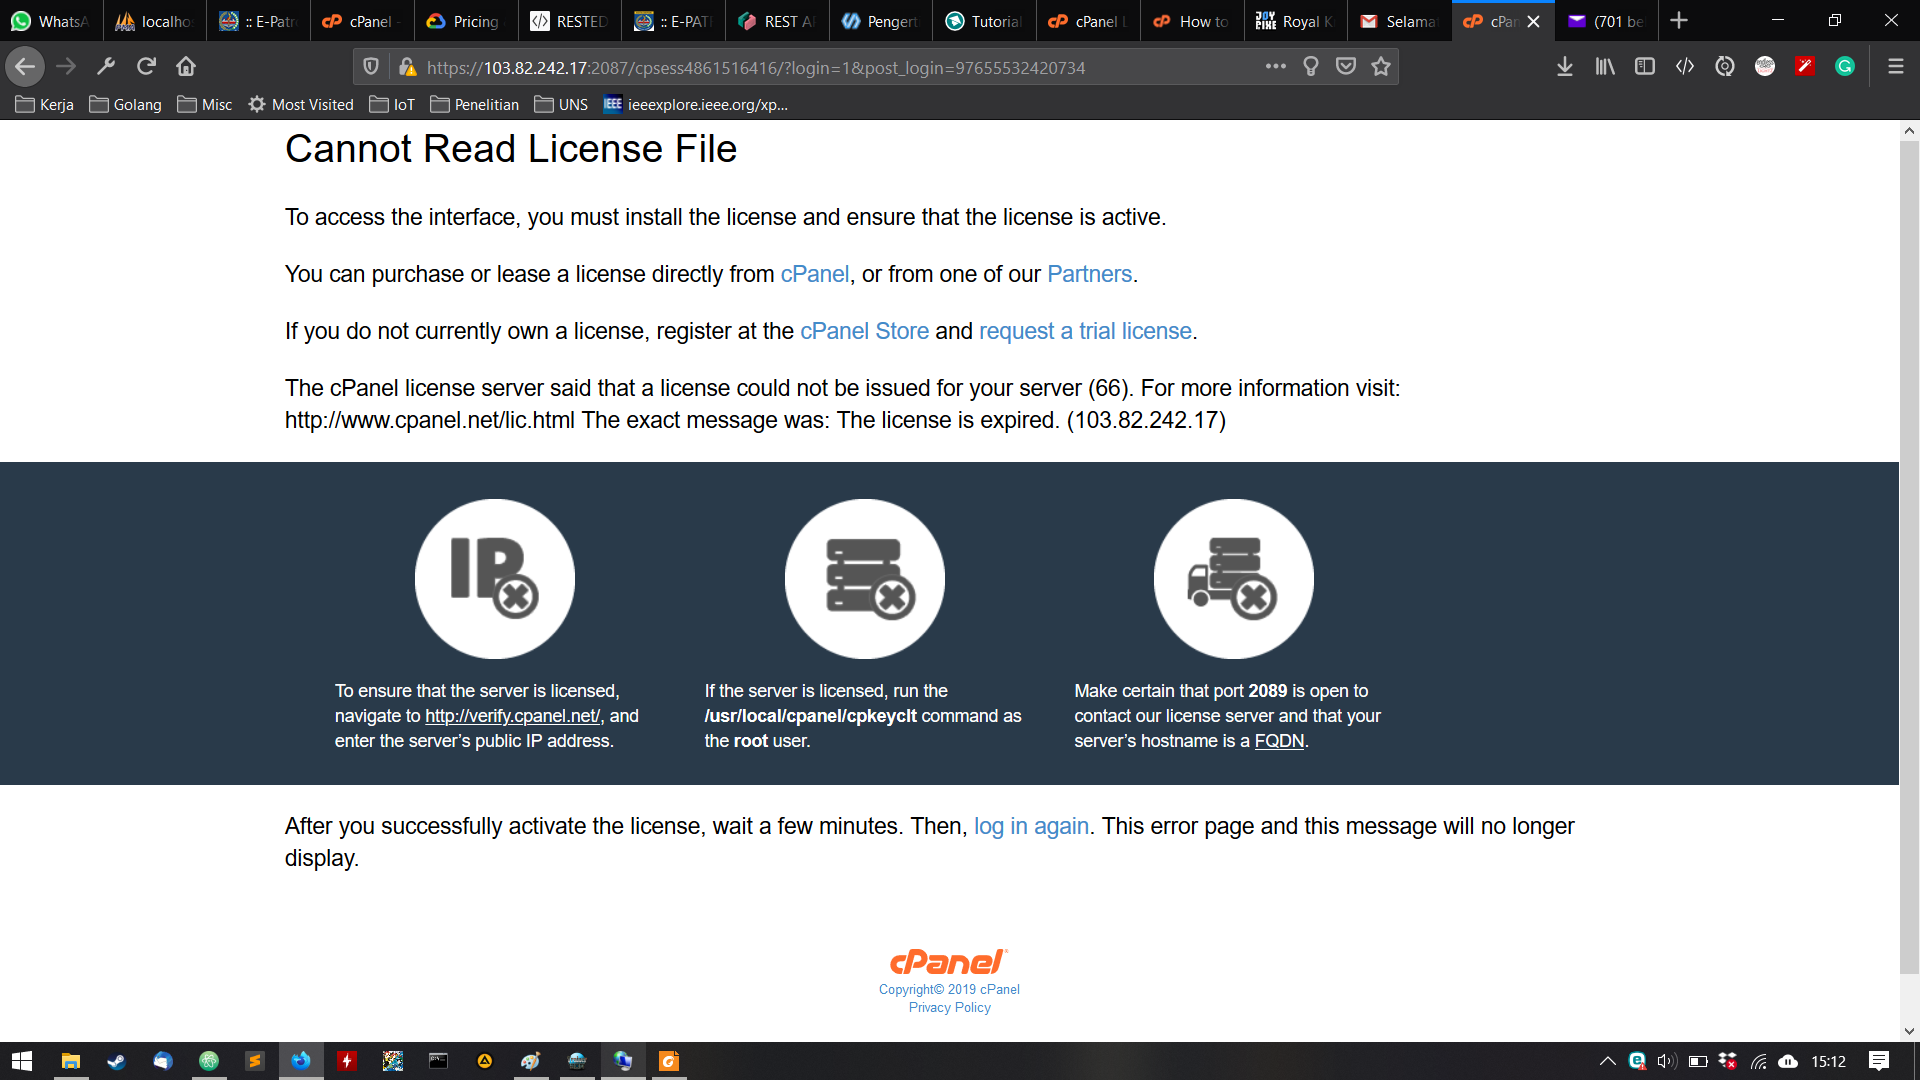 WhatsA
localhos
:: E-Patr
cPanel -
Pricing
RESTED
:: E-PATI
REST A
Pengert
Tutorial
cPanel L
How to
JOY PIXE Royal K
Selama
cPan
(701 be
https://103.82.242.17:2087/cpsess4861516416/?login=1&post_login=97655532420734
Kerja
Golang
Misc
Most Visited
IoT
Penelitian
UNS
IEEE ieeexplore.ieee.org/xp...
Cannot Read License File
To access the interface, you must install the license and ensure that the license is active.
You can purchase or lease a license directly from cPanel, or from one of our Partners.
If you do not currently own a license, register at the cPanel Store and request a trial license.
The cPanel license server said that a license could not be issued for your server (66). For more information visit:
http://www.cpanel.net/lic.html The exact message was: The license is expired. (103.82.242.17)
IP
To ensure that the server is licensed,
navigate to http://verify.cpanel.net/, and
enter the server's public IP address.
If the server is licensed, run the
/usr/local/cpanel/cpkeyclt command as
the root user.
Make certain that port 2089 is open to
contact our license server and that your
server's hostname is a FQDN.
After you successfully activate the license, wait a few minutes. Then, log in again. This error page and this message will no longer
display.
cPanel
Copyright© 2019 cPanel
Privacy Policy
15:12